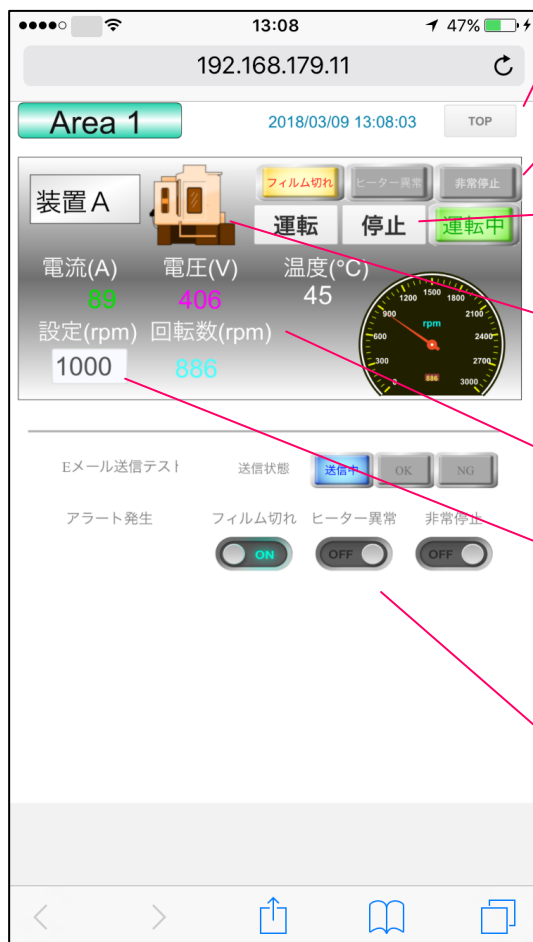 13:08
47%
192.168.179.11
Area 1
2018/03/09 13:08:03
TOP
装置A
フィルム切れ
ヒーター異常
非常停止
運転
停止
運転中
電流(A)
電圧(V)
温度(°C)
89
406
45
設定(rpm)
回転数(rpm)
1000
886
0
300
600
900
1200
1500
1800
2100
2400
2700
3000
rpm
886
Eメール送信テスト
送信状態
送信中
OK
NG
アラート発生
フィルム切れ
ヒーター異常
非常停止
ON
OFF
OFF